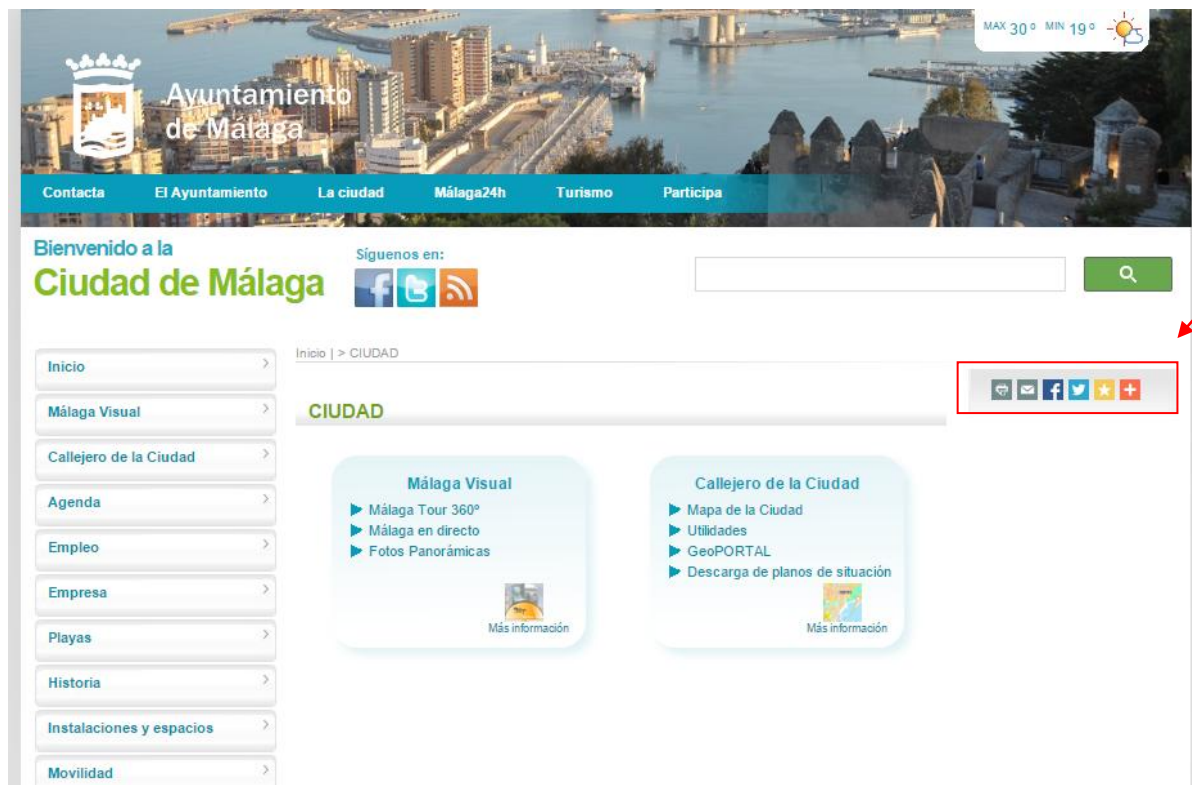 MAX 30º MIN 19º
Ayuntamiento
de Málaga
Contacta El Ayuntamiento La ciudad Málaga24h Turismo Participa
Bienvenido a la
Ciudad de Málaga
Síguenos en:
Inicio | > CIUDAD
Inicio
Málaga Visual
Callejero de la Ciudad
Agenda
Empleo
Empresa
Playas
Historia
Instalaciones y espacios
Movilidad
CIUDAD
Málaga Visual
Málaga Tour 360º
Málaga en directo
Fotos Panorámicas
Más información
Callejero de la Ciudad
Mapa de la Ciudad
Utilidades
GeoPORTAL
Descarga de planos de situación
Más información